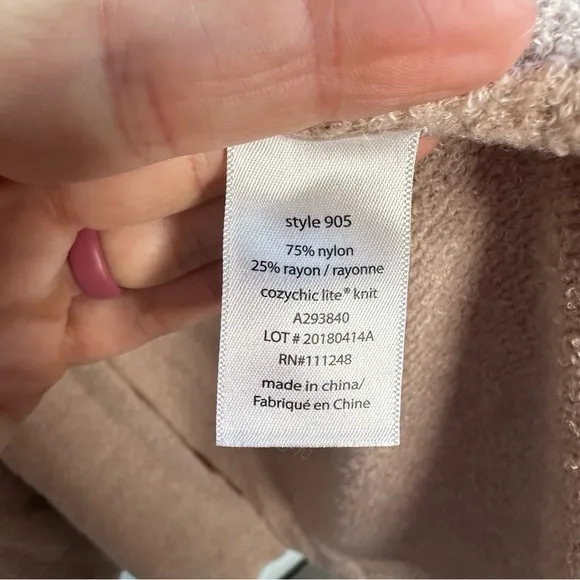 style 905
75% nylon
25% rayon / rayonne
cozychic lite® knit
A293840
LOT # 20180414A
RN#111248
made in china/
Fabriqué en Chine